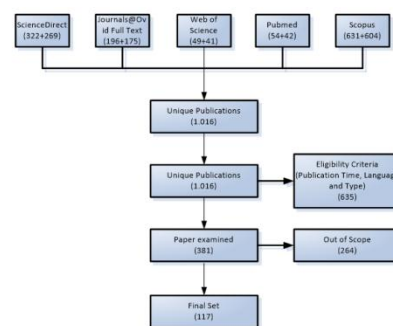 ScienceDirect
(322+269)
Journals@Ov
id Full Text
(196+175)
Web of
Science
(49+41)
Pubmed
(54+42)
Scopus
(631+604)
Unique Publications
(1.016)
Unique Publications
(1.016)
Eligibility Criteria
(Publication Time, Language
and Type)
(635)
Paper examined
(381)
Out of Scope
(264)
Final Set
(117)